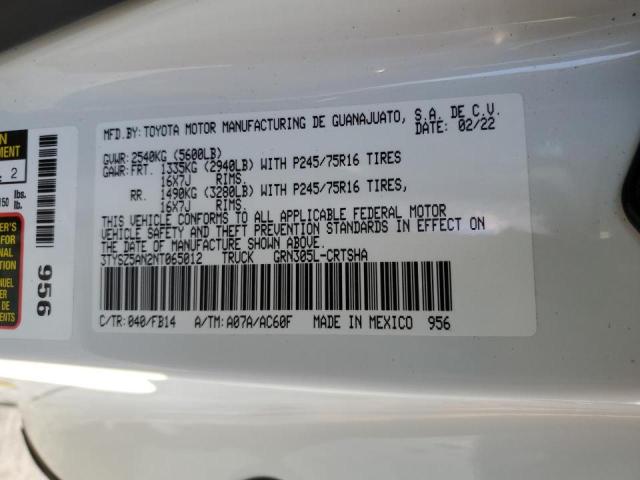 MFD.BY:TOYOTA MOTOR MANUFACTURING DE GUANAJUATO, S.A. DE C.V.
DATE: 02/22
GVWR: 2540KG (5600LB)
GAWR:FRT. 1335KG (2940LB) WITH P245/75R16 TIRES
16X7J RIMS,
RR. 1490KG (3280LB) WITH P245/75R16 TIRES,
16X7J RIMS.
THIS VEHICLE CONFORMS TO ALL APPLICABLE FEDERAL MOTOR
VEHICLE SAFETY AND THEFT PREVENTION STANDARDS IN EFFECT ON
THE DATE OF MANUFACTURE SHOWN ABOVE.
3TYSZ5AN2NT065012 TRUCK GRN305L-CRTSHA
C/TR:040/FB14 A/TM:A07A/AC60F MADE IN MEXICO 956
2
lbs.
lb.
956